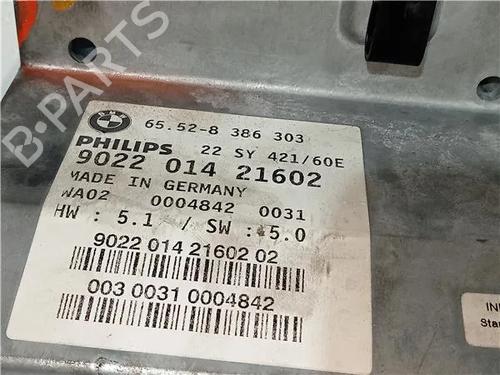 B-PARTS
BMW
65.52-8 386 303
PHILIPS 22 SY 421/60E
9022 014 21602
MADE IN GERMANY
WA02 0004842 0031
HW : 5.1 / SW : 5.0
9022 014 21602 02
003 0031 0004842